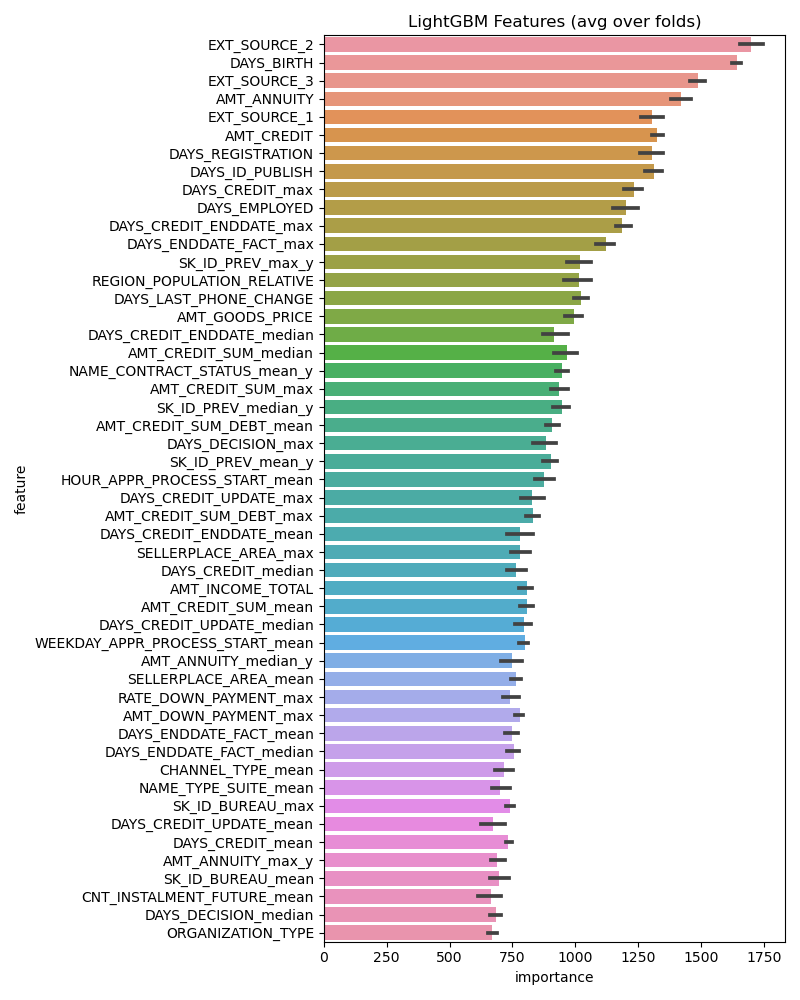 LightGBM Features (avg over folds)
EXT_SOURCE_2
DAYS_BIRTH
EXT_SOURCE_3
AMT_ANNUITY
EXT_SOURCE_1
AMT_CREDIT
DAYS_REGISTRATION
DAYS_ID_PUBLISH
DAYS_CREDIT_max
DAYS_EMPLOYED
DAYS_CREDIT_ENDDATE_max
DAYS_ENDDATE_FACT_max
SK_ID_PREV_max_y
REGION_POPULATION_RELATIVE
DAYS_LAST_PHONE_CHANGE
AMT_GOODS_PRICE
DAYS_CREDIT_ENDDATE_median
AMT_CREDIT_SUM_median
NAME_CONTRACT_STATUS_mean_y
AMT_CREDIT_SUM_max
SK_ID_PREV_median_y
AMT_CREDIT_SUM_DEBT_mean
DAYS_DECISION_max
SK_ID_PREV_mean_y
HOUR_APPR_PROCESS_START_mean
DAYS_CREDIT_UPDATE_max
AMT_CREDIT_SUM_DEBT_max
DAYS_CREDIT_ENDDATE_mean
SELLERPLACE_AREA_max
DAYS_CREDIT_median
AMT_INCOME_TOTAL
AMT_CREDIT_SUM_mean
DAYS_CREDIT_UPDATE_median
WEEKDAY_APPR_PROCESS_START_mean
AMT_ANNUITY_median_y
SELLERPLACE_AREA_mean
RATE_DOWN_PAYMENT_max
AMT_DOWN_PAYMENT_max
DAYS_ENDDATE_FACT_mean
DAYS_ENDDATE_FACT_median
CHANNEL_TYPE_mean
NAME_TYPE_SUITE_mean
SK_ID_BUREAU_max
DAYS_CREDIT_UPDATE_mean
DAYS_CREDIT_mean
AMT_ANNUITY_max_y
SK_ID_BUREAU_mean
CNT_INSTALMENT_FUTURE_mean
DAYS_DECISION_median
ORGANIZATION_TYPE
feature
0 250 500 750 1000 1250 1500 1750
importance